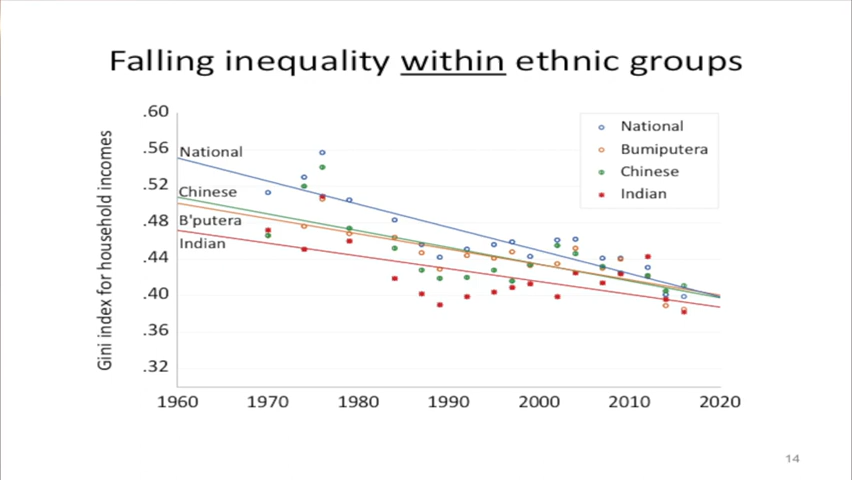 Falling inequality within ethnic groups
Gini index for household incomes
.60
.56
.52
.48
.44
.40
.36
.32
National
Chinese
B'putera
Indian
National
Bumiputera
Chinese
Indian
1960 1970 1980 1990 2000 2010 2020
14